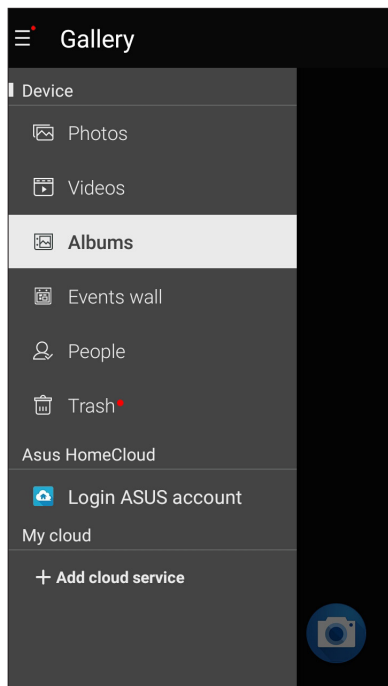 Gallery
Device
Photos
Videos
Albums
Events wall
People
Trash
Asus HomeCloud
Login ASUS account
My cloud
+ Add cloud service